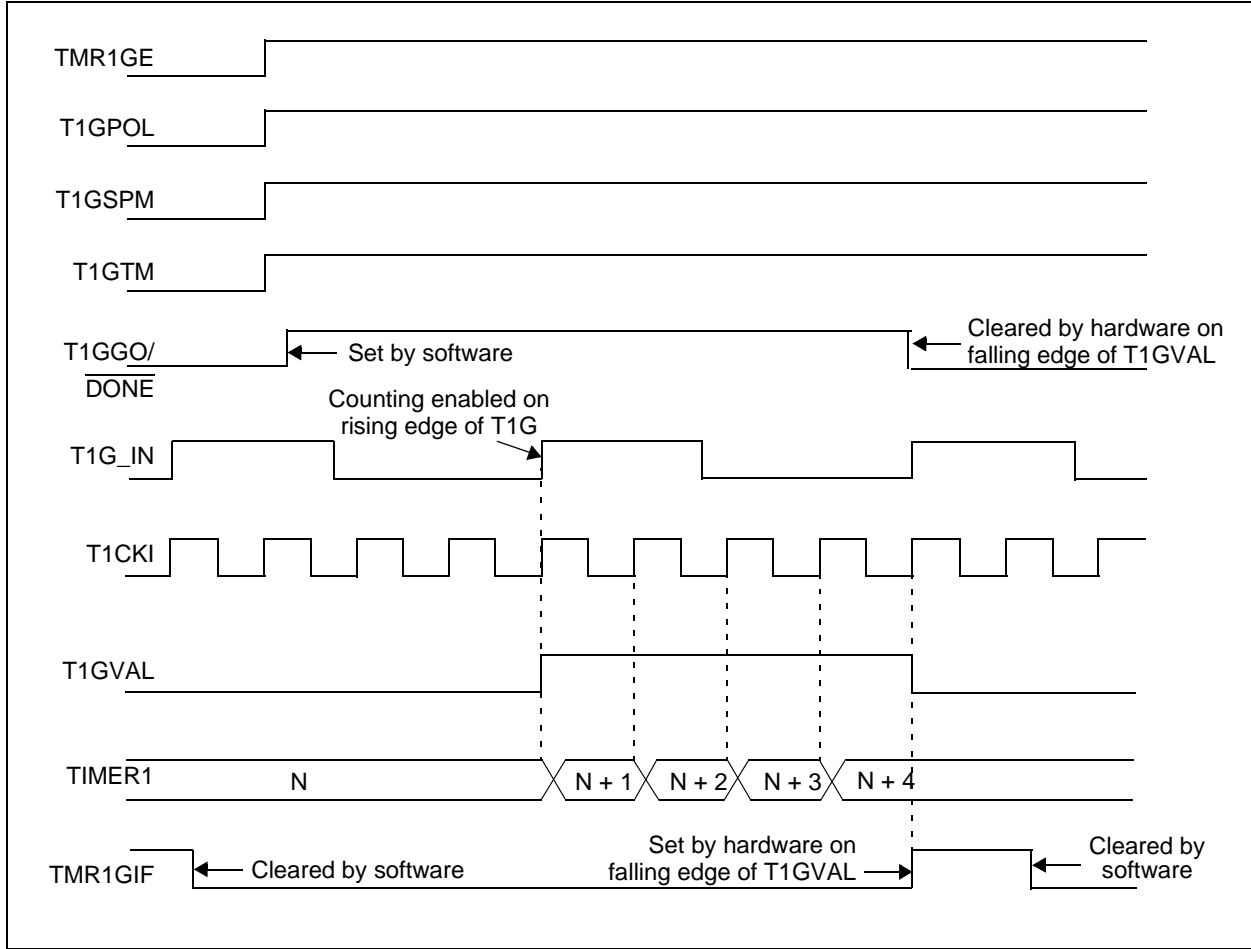 TMR1GE
T1GPOL
T1GSPM
T1GTM
T1GGO/
DONE
Set by software
Cleared by hardware on
falling edge of T1GVAL
Counting enabled on
rising edge of T1G
T1G_IN
T1CKI
T1GVAL
TIMER1
N
N + 1
N + 2
N + 3
N + 4
TMR1GIF
Cleared by software
Set by hardware on
falling edge of T1GVAL
Cleared by
software